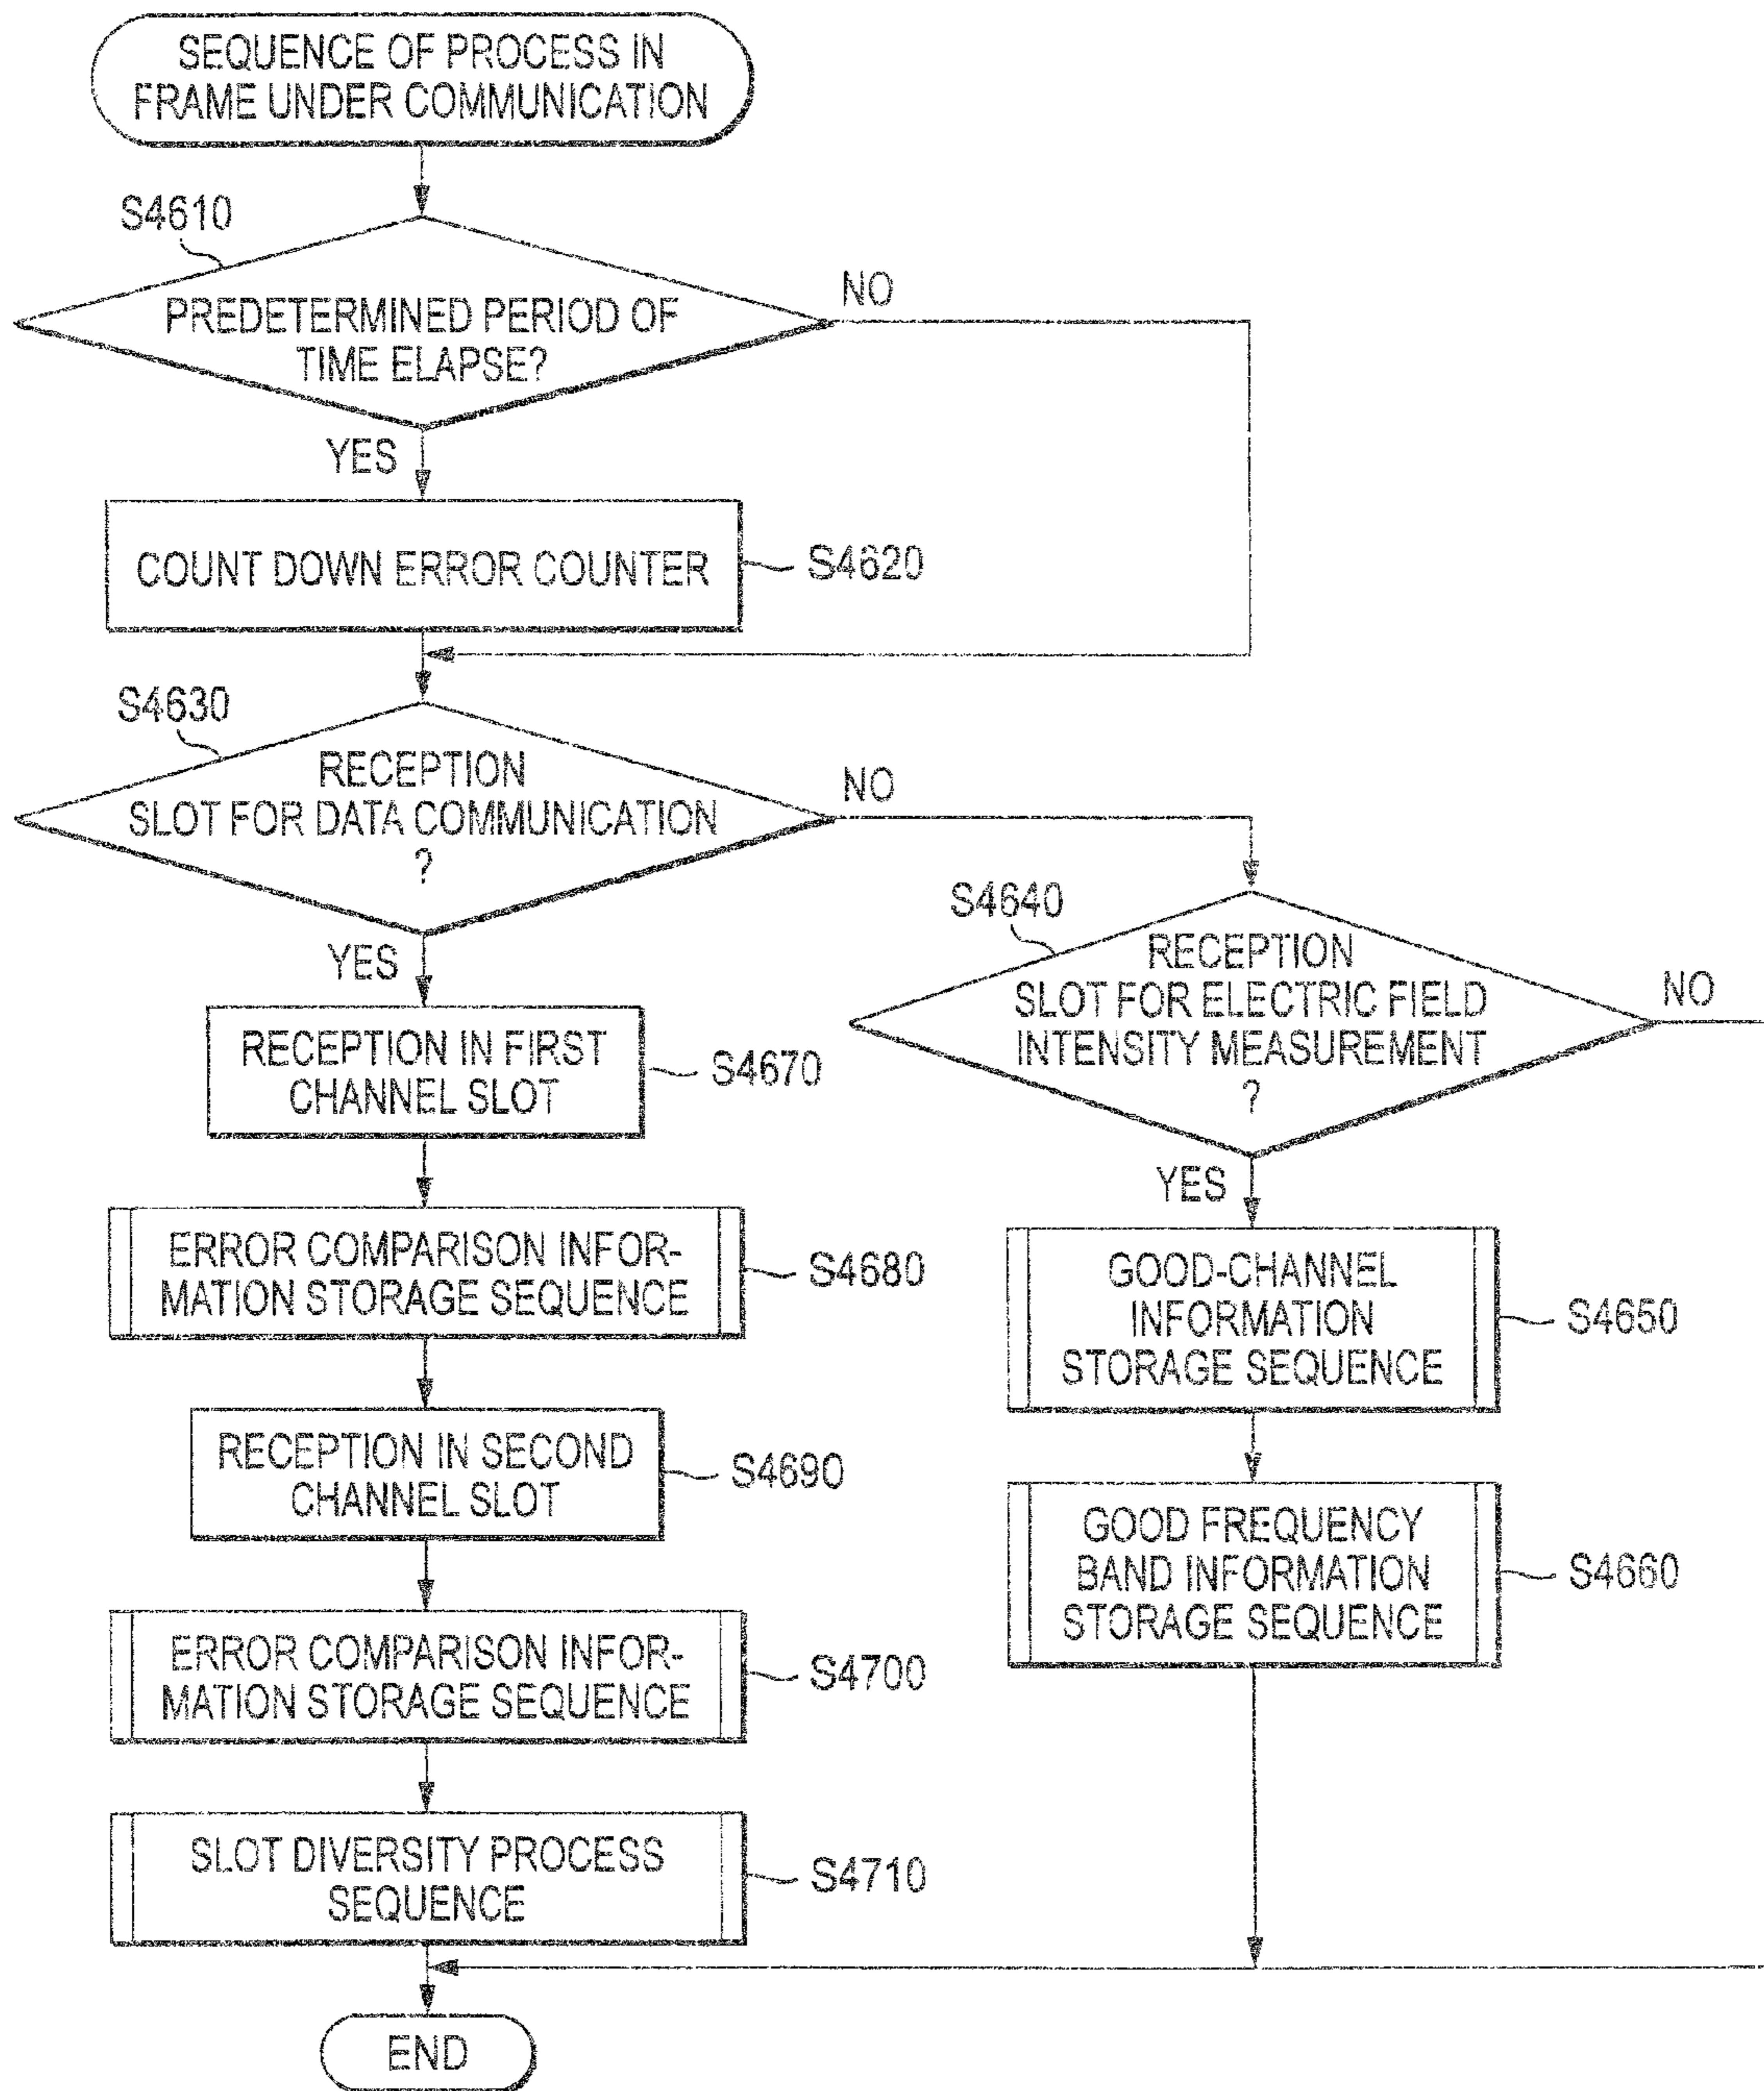 SEQUENCE OF PROCESS IN
FRAME UNDER COMMUNICATION
S4610
PREDETERMINED PERIOD OF
TIME ELAPSE?
NO
YES
COUNT DOWN ERROR COUNTER
S4620
S4630
RECEPTION
SLOT FOR DATA COMMUNICATION
?
NO
YES
S4640
RECEPTION
SLOT FOR ELECTRIC FIELD
INTENSITY MEASUREMENT
?
NO
YES
RECEPTION IN FIRST
CHANNEL SLOT
S4670
ERROR COMPARISON INFOR-
MATION STORAGE SEQUENCE
S4680
GOOD-CHANNEL
INFORMATION
STORAGE SEQUENCE
S4650
RECEPTION IN SECOND
CHANNEL SLOT
S4690
GOOD FREQUENCY
BAND INFORMATION
STORAGE SEQUENCE
S4660
ERROR COMPARISON INFOR-
MATION STORAGE SEQUENCE
S4700
SLOT DIVERSITY PROCESS
SEQUENCE
S4710
END